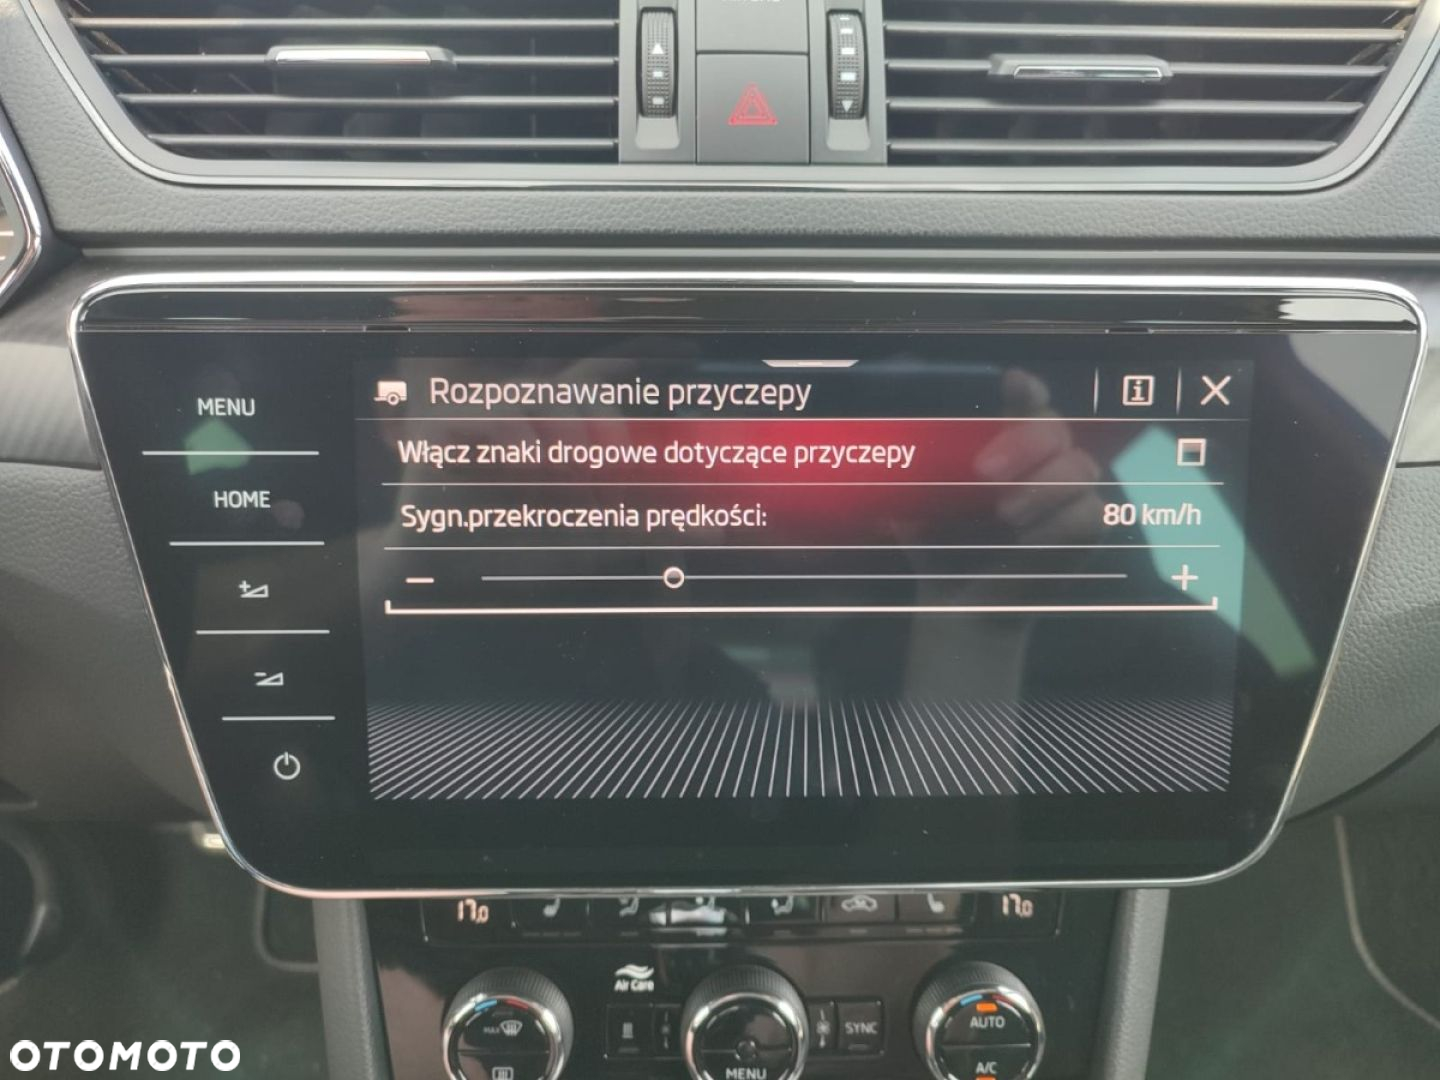 MENU
HOME
Rozpoznawanie przyczepy
Włącz znaki drogowe dotyczące przyczepy
Sygn.przekroczenia prędkości: 80 km/h
17,0
17,0
Air Care
MAX
SYNC
AUTO
MENU
A/C
OTOMOTO